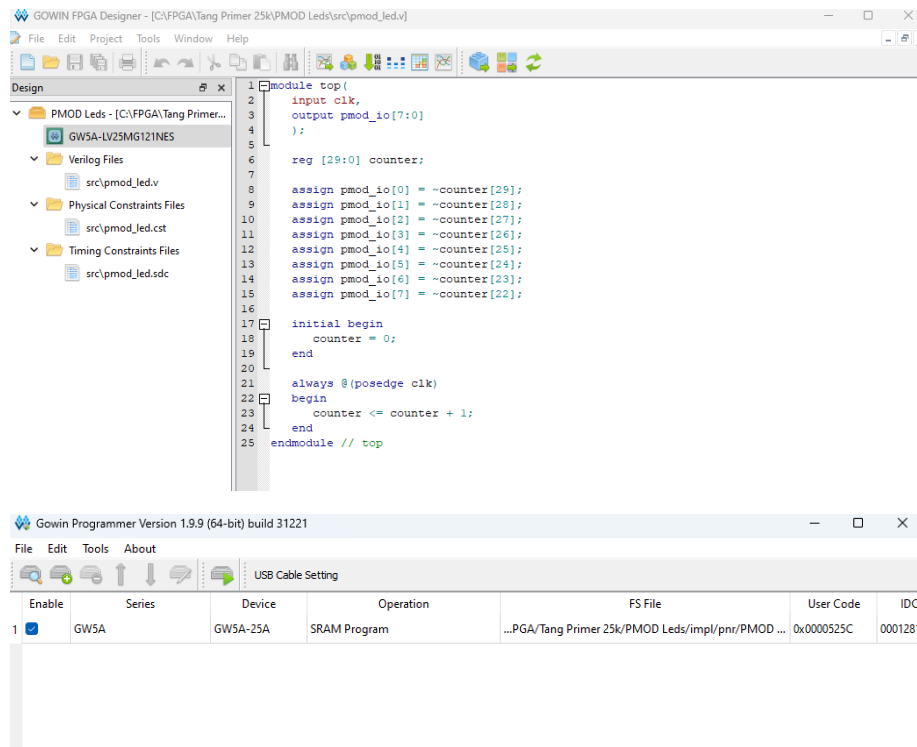 GOWIN FPGA Designer - [C:\FPGA\Tang Primer 25k\PMOD Leds\src\pmod_led.v]
File Edit Project Tools Window Help
Design
PMOD Leds - [C:\FPGA\Tang Primer...
GW5A-LV25MG121NES
Verilog Files
src\pmod_led.v
Physical Constraints Files
src\pmod_led.cst
Timing Constraints Files
src\pmod_led.sdc
1 module top(
2 input clk,
3 output pmod_io[7:0]
4 );
5
6 reg [29:0] counter;
7
8 assign pmod_io[0] = ~counter[29];
9 assign pmod_io[1] = ~counter[28];
10 assign pmod_io[2] = ~counter[27];
11 assign pmod_io[3] = ~counter[26];
12 assign pmod_io[4] = ~counter[25];
13 assign pmod_io[5] = ~counter[24];
14 assign pmod_io[6] = ~counter[23];
15 assign pmod_io[7] = ~counter[22];
16
17 initial begin
18 counter = 0;
19 end
20
21 always @(posedge clk)
22 begin
23 counter <= counter + 1;
24 end
25 endmodule // top
Gowin Programmer Version 1.9.9 (64-bit) build 31221
File Edit Tools About
USB Cable Setting
Enable Series Device Operation FS File User Code IDC
1 GW5A GW5A-25A SRAM Program ...PGA/Tang Primer 25k/PMOD Leds/impl/pnr/PMOD ... 0x0000525C 000128